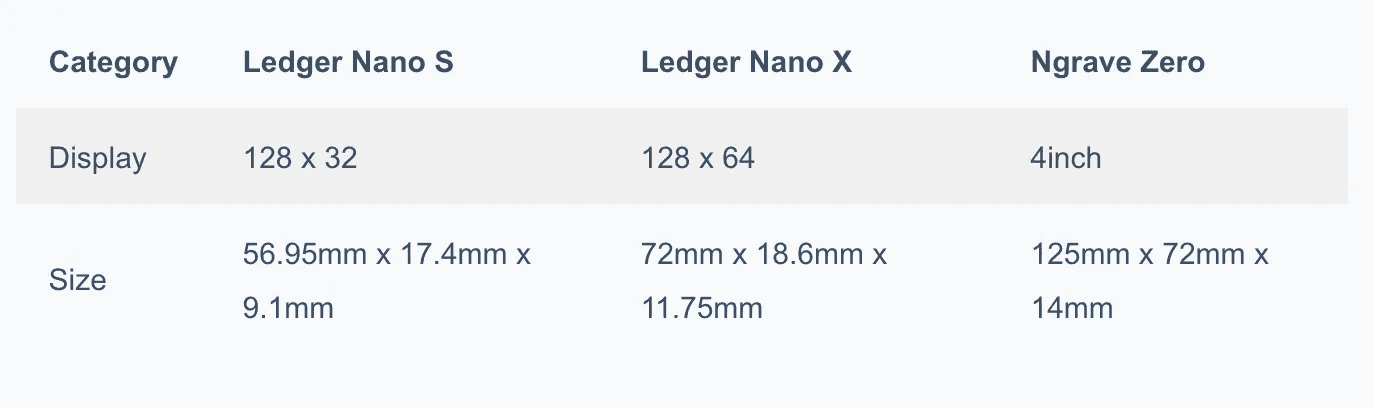 Category Ledger Nano S Ledger Nano X Ngrave Zero
Display 128 x 32 128 x 64 4inch
Size 56.95mm x 17.4mm x 72mm x 18.6mm x 125mm x 72mm x
9.1mm 11.75mm 14mm